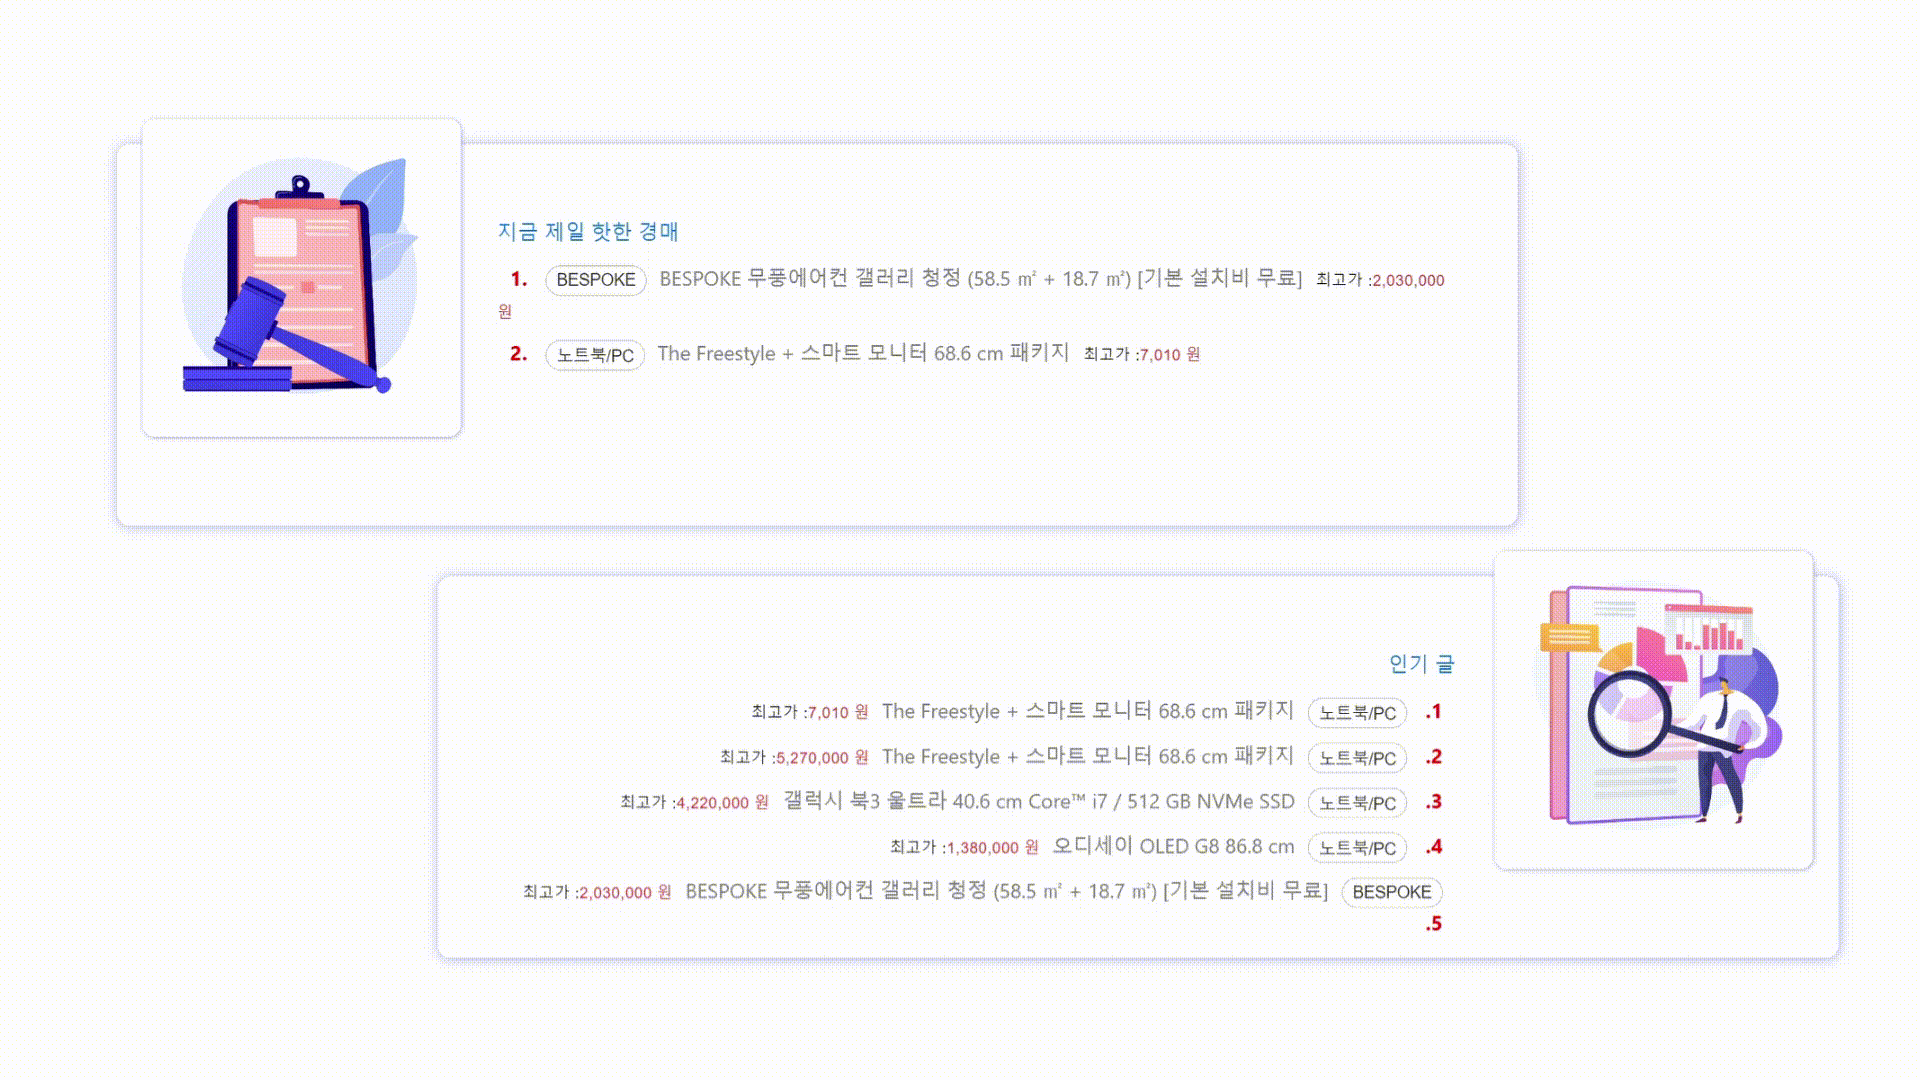 지금 제일 핫한 경매
1. BESPOKE BESPOKE 무풍에어컨 갤러리 청정 (58.5 ㎡ + 18.7 ㎡) [기본 설치비 무료] 최고가 :2,030,000
원
2. 노트북/PC The Freestyle + 스마트 모니터 68.6 cm 패키지 최고가 :7,010 원
인기 글
최고가 :7,010 원 The Freestyle + 스마트 모니터 68.6 cm 패키지 노트북/PC .1
최고가 :5,270,000 원 The Freestyle + 스마트 모니터 68.6 cm 패키지 노트북/PC .2
최고가 :4,220,000 원 갤럭시 북3 울트라 40.6 cm Core™ i7 / 512 GB NVMe SSD 노트북/PC .3
최고가 :1,380,000 원 오디세이 OLED G8 86.8 cm 노트북/PC .4
최고가 :2,030,000 원 BESPOKE 무풍에어컨 갤러리 청정 (58.5 ㎡ + 18.7 ㎡) [기본 설치비 무료] BESPOKE
.5